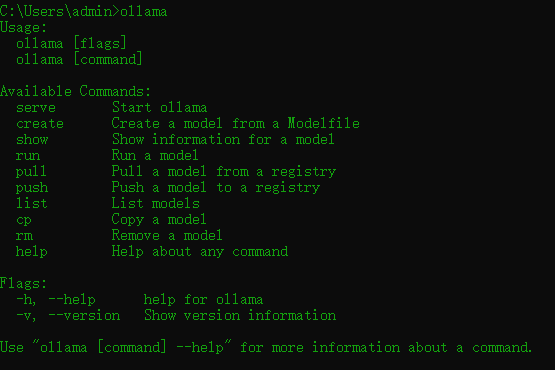 C:\Users\admin>ollama
Usage:
  ollama [flags]
  ollama [command]

Available Commands:
  serve       Start ollama
  create      Create a model from a Modelfile
  show        Show information for a model
  run         Run a model
  pull        Pull a model from a registry
  push        Push a model to a registry
  list        List models
  cp          Copy a model
  rm          Remove a model
  help        Help about any command

Flags:
  -h, --help      help for ollama
  -v, --version   Show version information

Use "ollama [command] --help" for more information about a command.